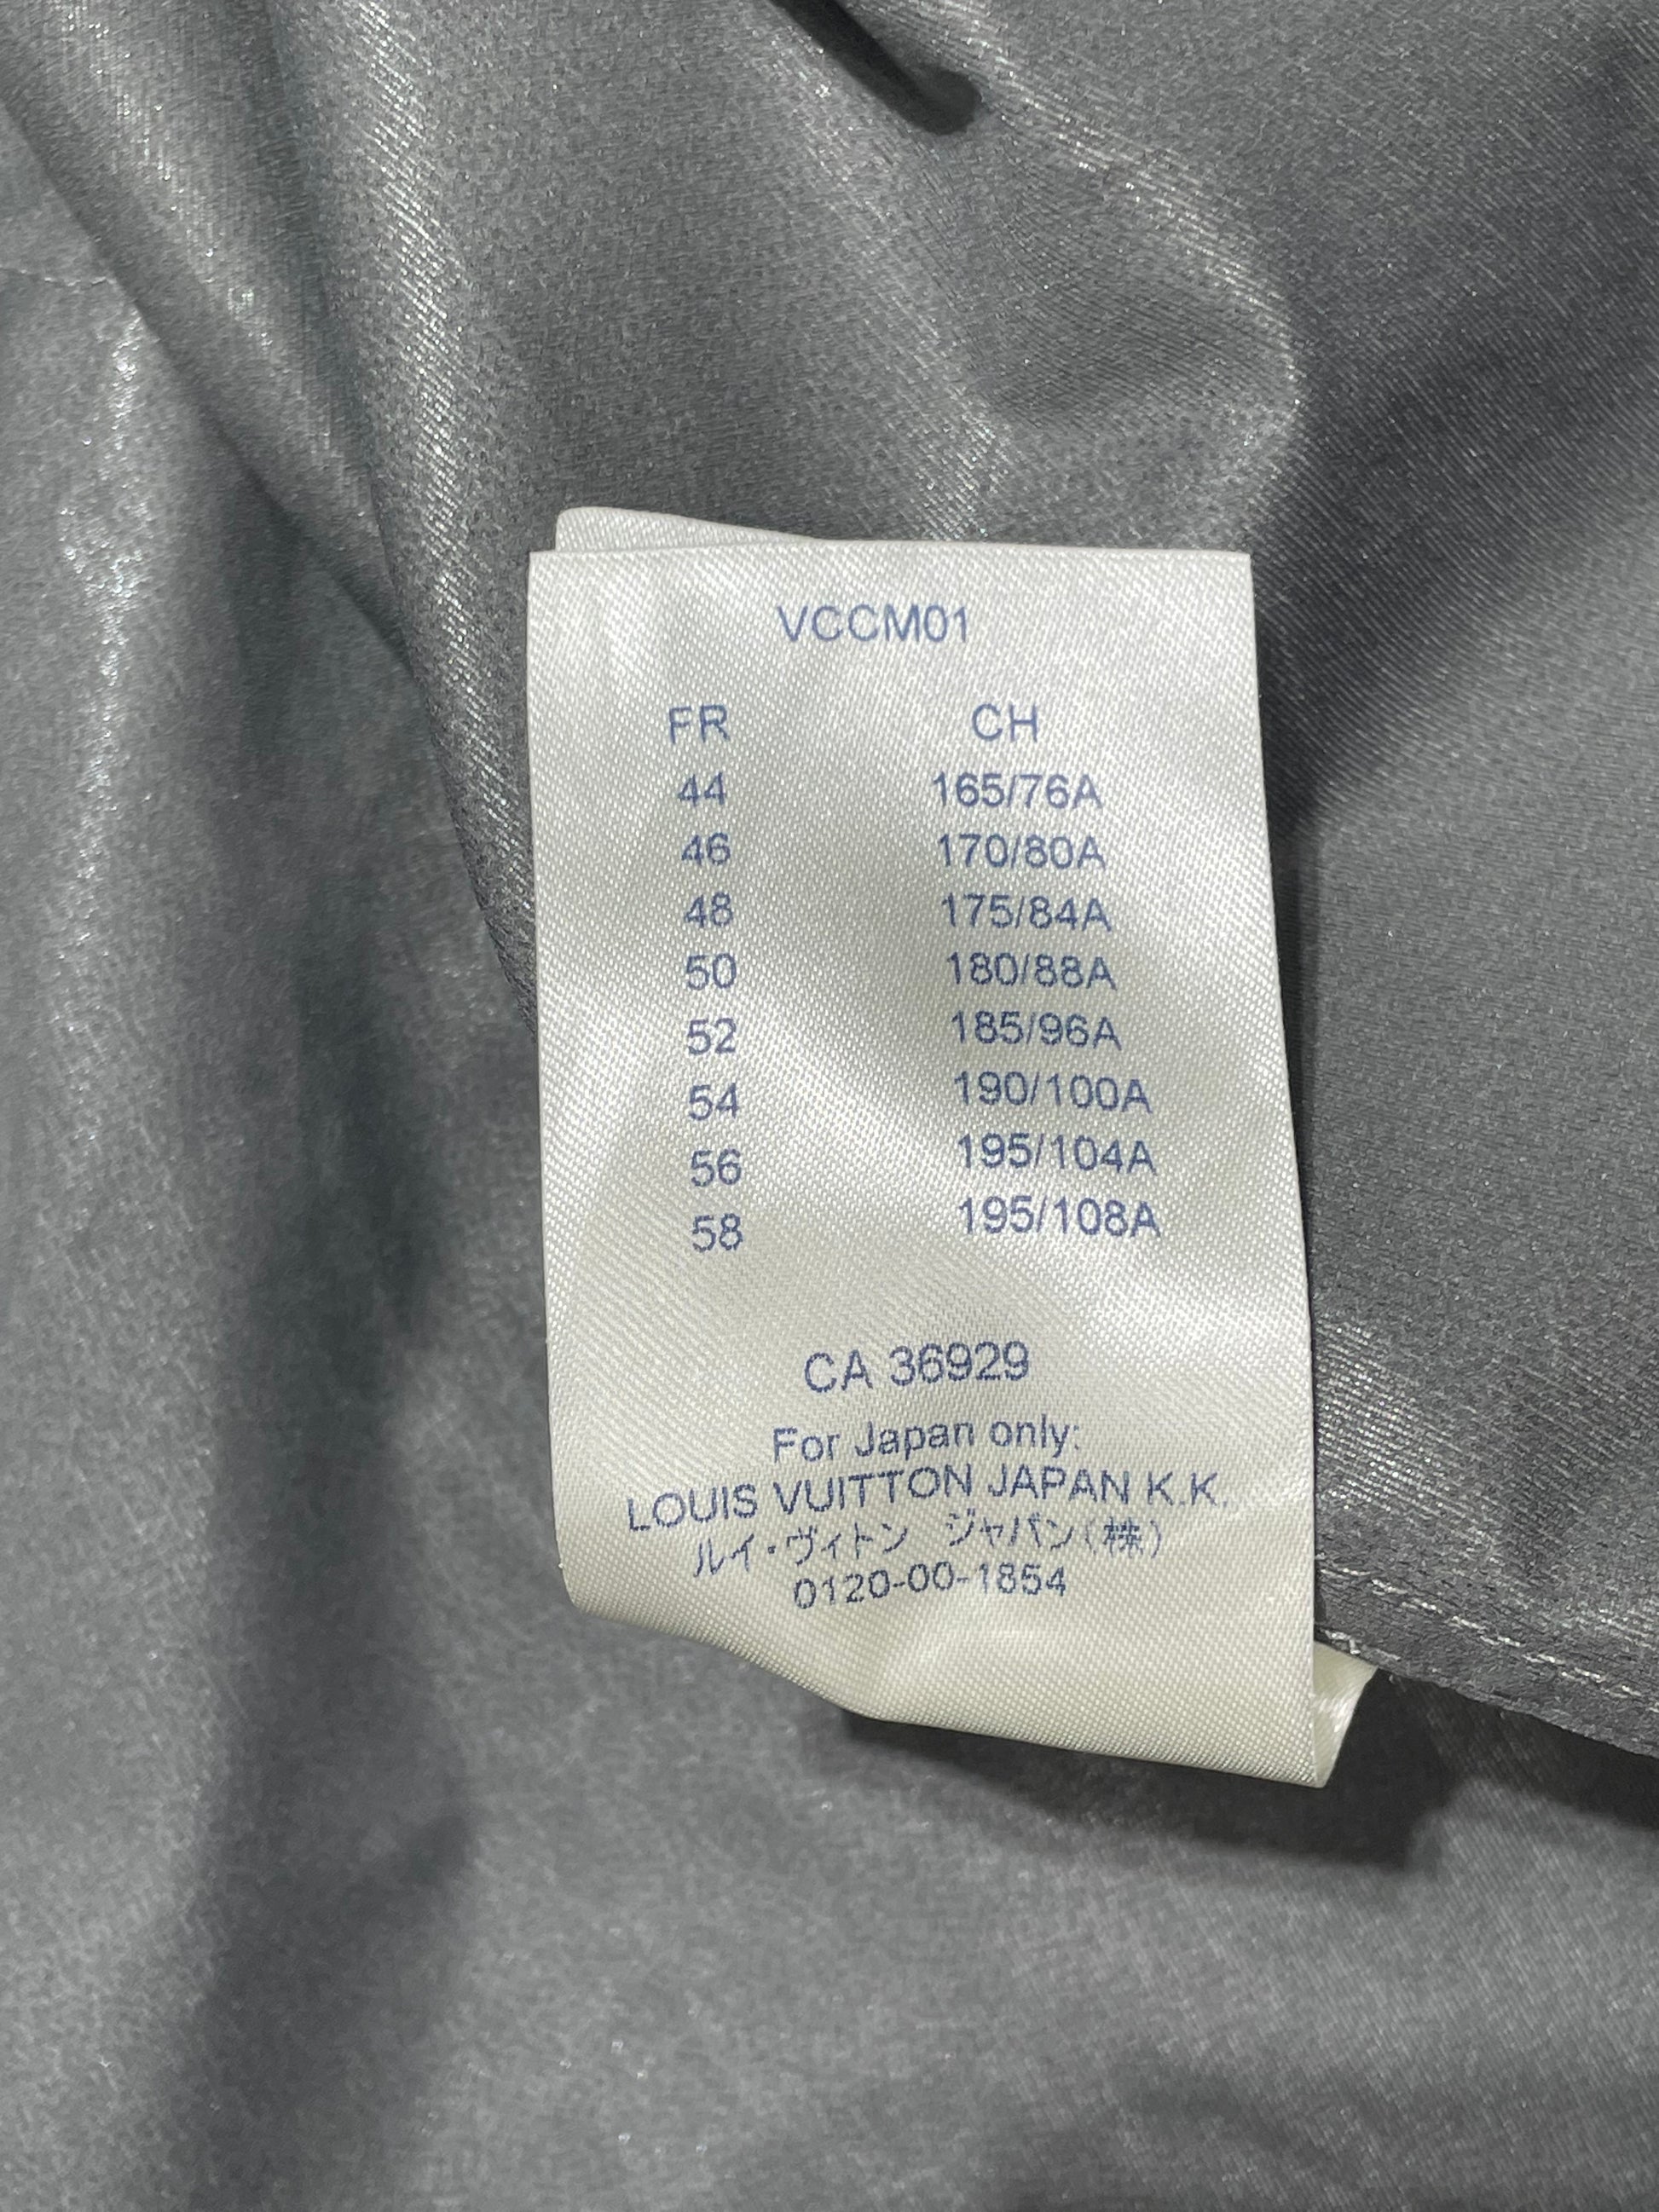 VCCM01
FR CH
44 165/76A
46 170/80A
48 175/84A
50 180/88A
52 185/96A
54 190/100A
56 195/104A
58 195/108A
CA 36929
For Japan only:
LOUIS VUITTON JAPAN K.K.
ルイ・ヴィトン ジャパン(株)
0120-00-1854